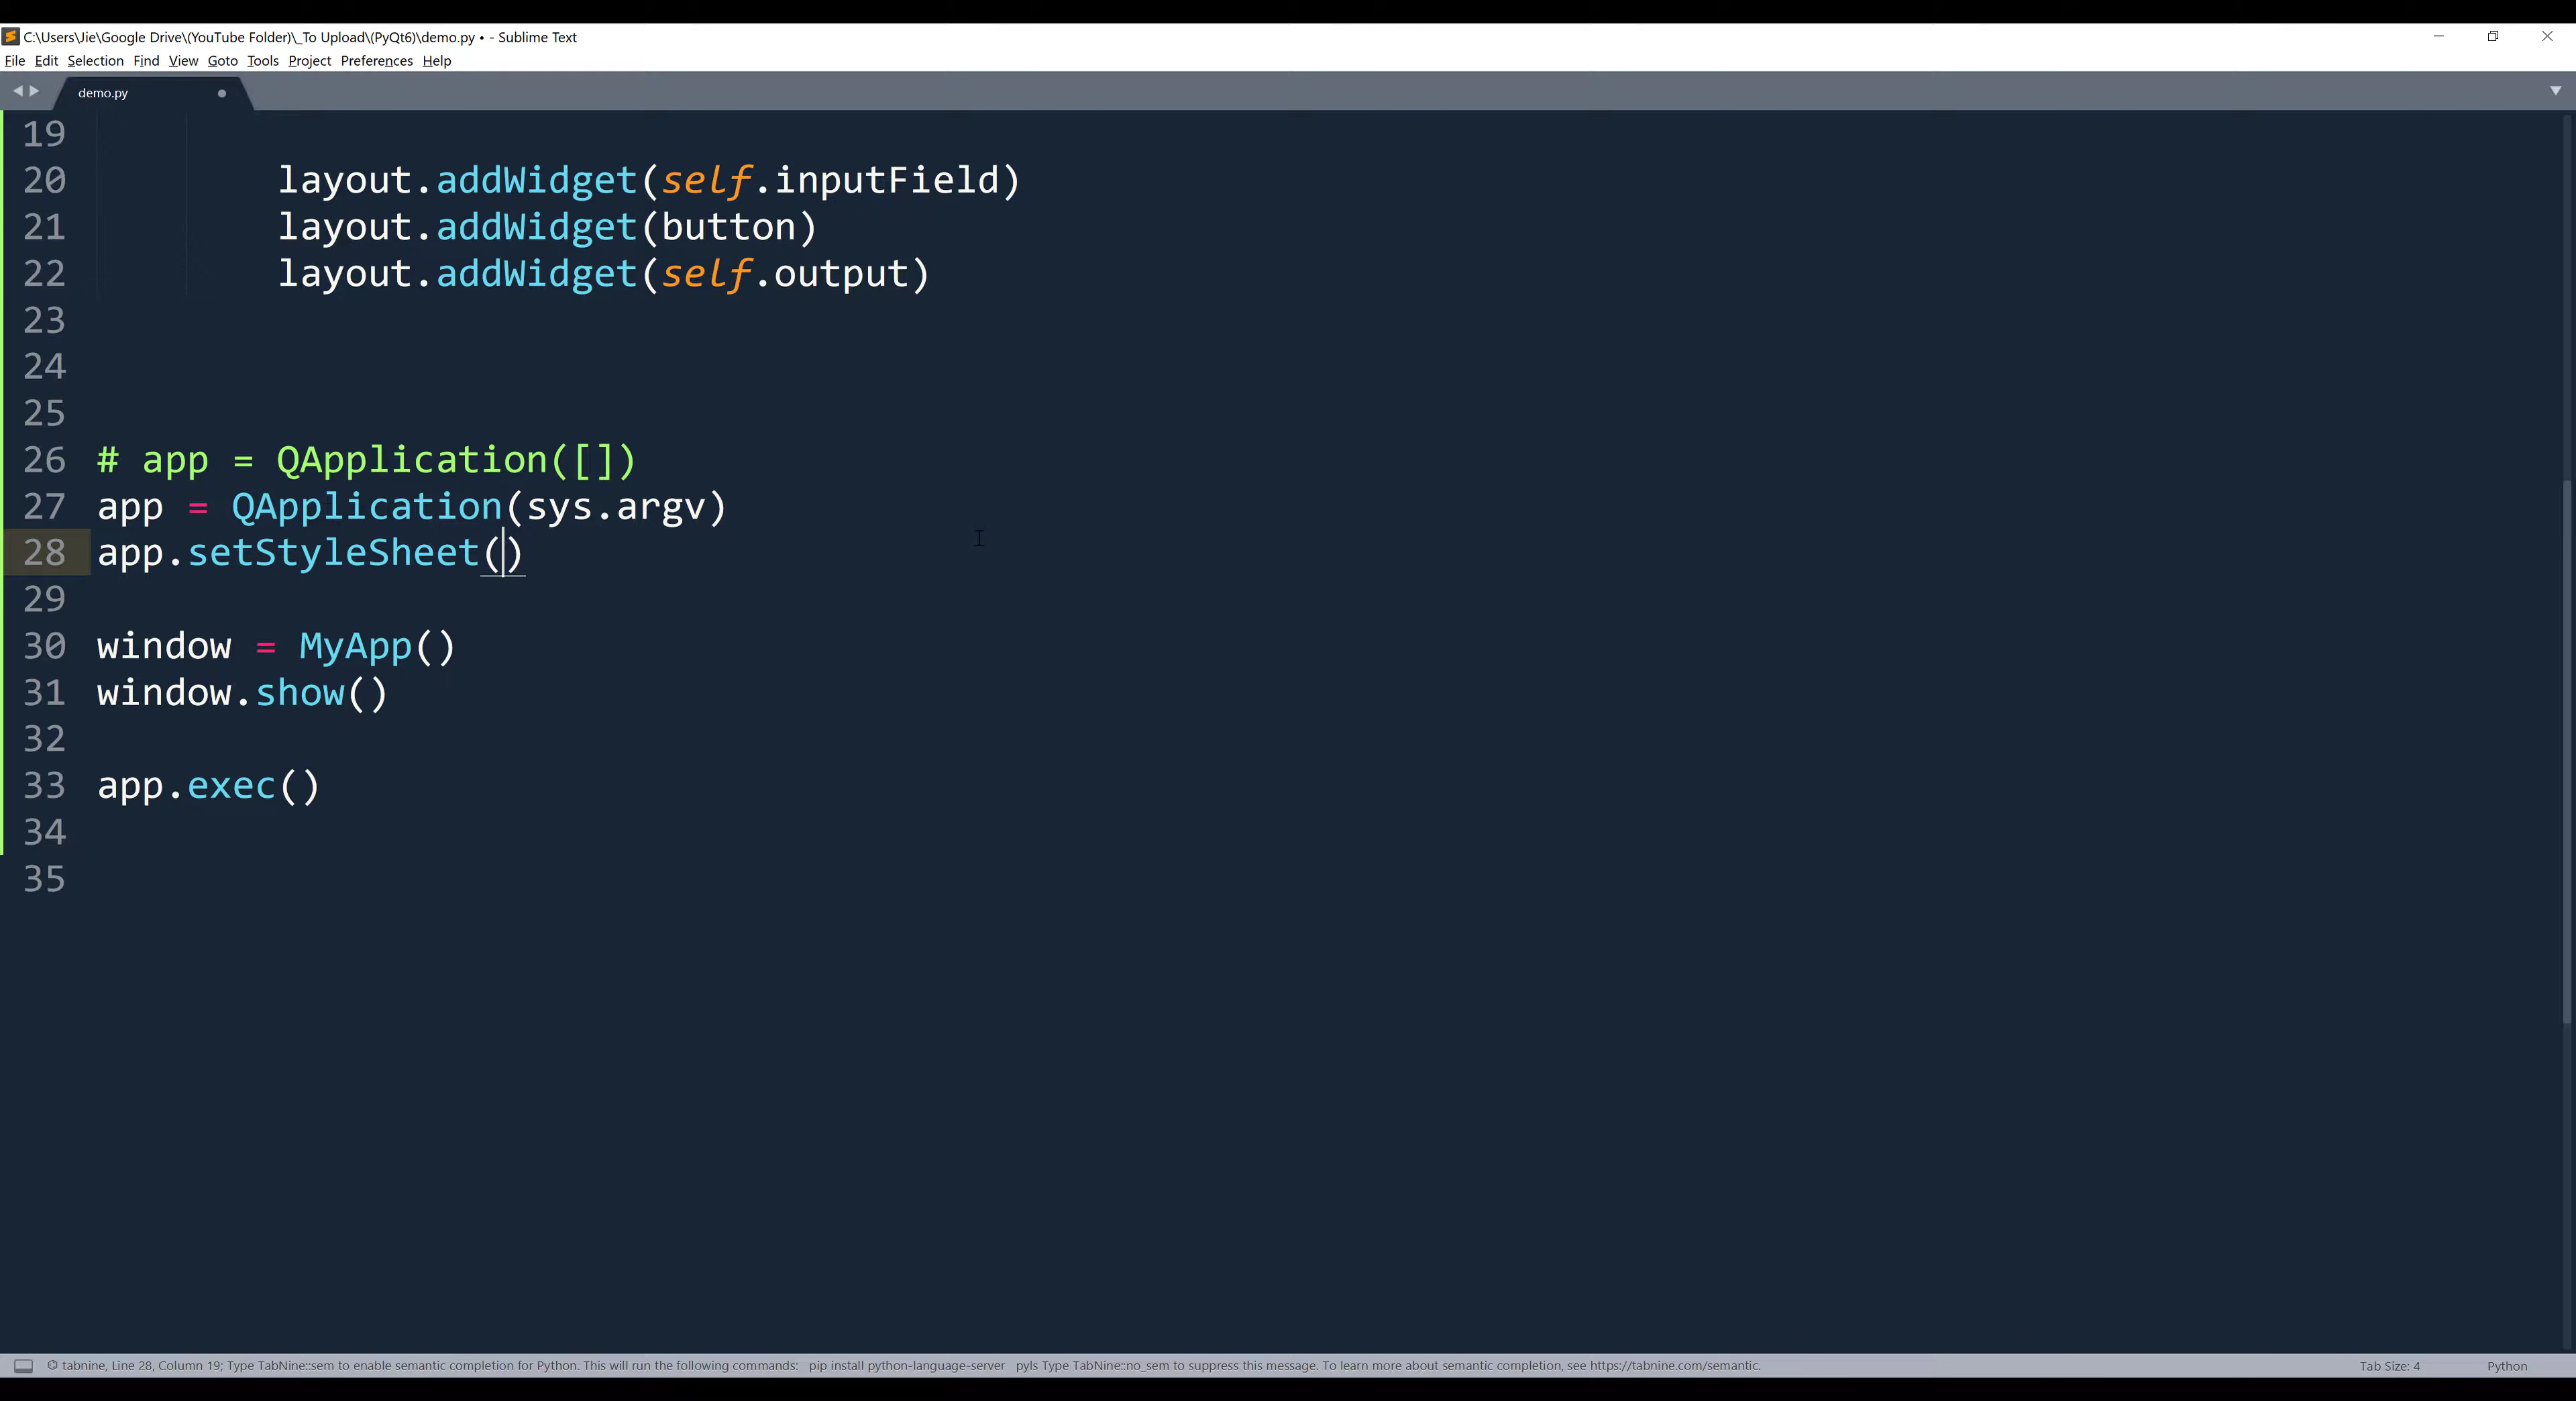 C:\Users\Jie\Google Drive\(YouTube Folder)\_To Upload\(PyQt6)\demo.py • - Sublime Text
File Edit Selection Find View Goto Tools Project Preferences Help
demo.py
19
20 layout.addWidget(self.inputField)
21 layout.addWidget(button)
22 layout.addWidget(self.output)
23
24
25
26 # app = QApplication([])
27 app = QApplication(sys.argv)
28 app.setStyleSheet()
29
30 window = MyApp()
31 window.show()
32
33 app.exec()
34
35
tabnine, Line 28, Column 19; Type TabNine::sem to enable semantic completion for Python. This will run the following commands: pip install python-language-server pyls Type TabNine::no_sem to suppress this message. To learn more about semantic completion, see https://tabnine.com/semantic. Tab Size: 4 Python